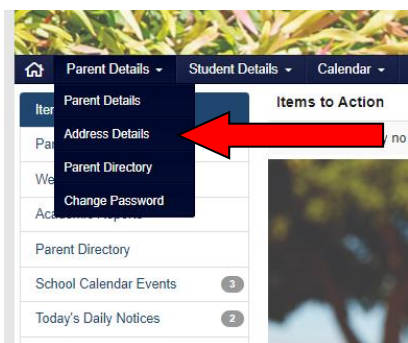 Parent Details Student Details Calendar
Parent Details
Address Details
Parent Directory
Change Password
Items to Action
no
Parent Directory
School Calendar Events 3
Today's Daily Notices 2